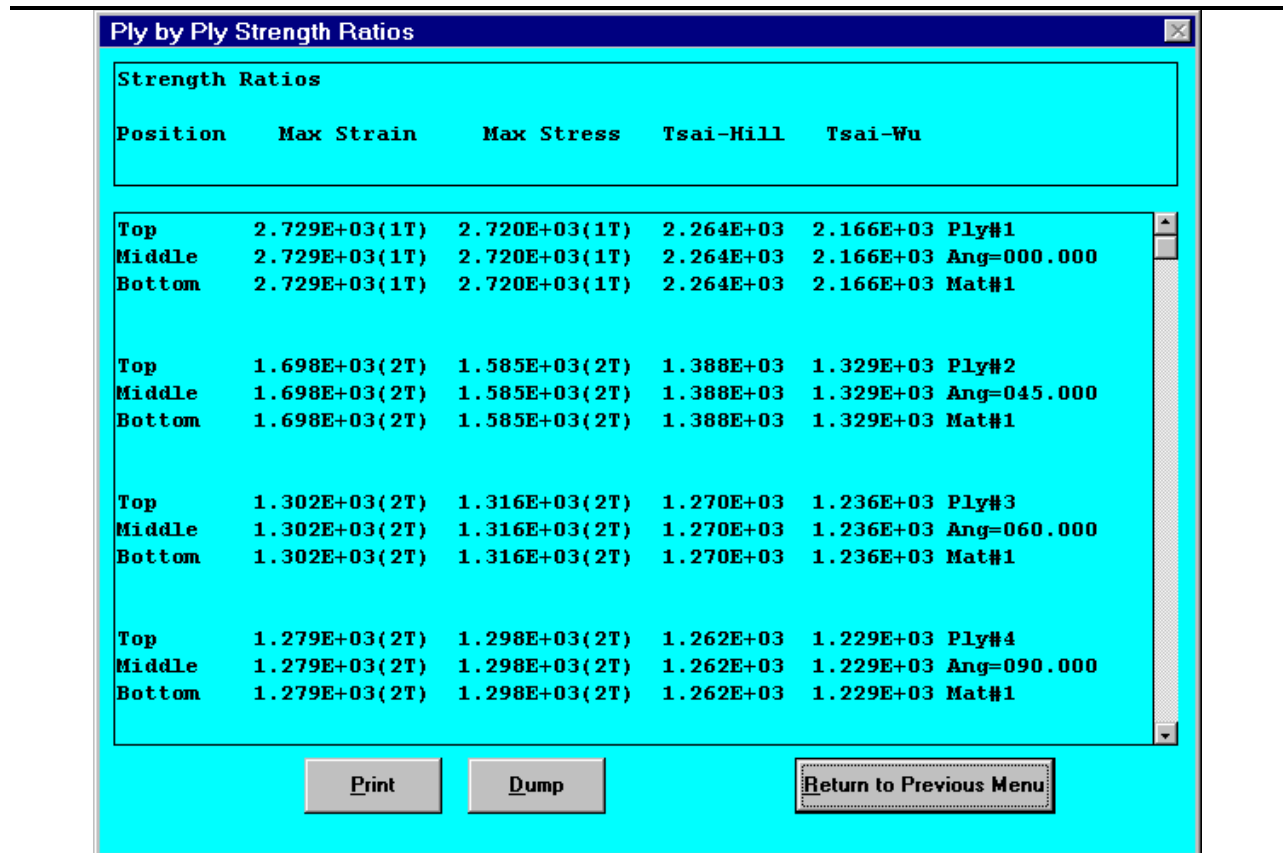 Ply by Ply Strength Ratios
Strength Ratios
Position Max Strain Max Stress Tsai-Hill Tsai-Wu
Top 2.729E+03(1T) 2.720E+03(1T) 2.264E+03 2.166E+03 Ply#1
Middle 2.729E+03(1T) 2.720E+03(1T) 2.264E+03 2.166E+03 Ang=000.000
Bottom 2.729E+03(1T) 2.720E+03(1T) 2.264E+03 2.166E+03 Mat#1
Top 1.698E+03(2T) 1.585E+03(2T) 1.388E+03 1.329E+03 Ply#2
Middle 1.698E+03(2T) 1.585E+03(2T) 1.388E+03 1.329E+03 Ang=045.000
Bottom 1.698E+03(2T) 1.585E+03(2T) 1.388E+03 1.329E+03 Mat#1
Top 1.302E+03(2T) 1.316E+03(2T) 1.270E+03 1.236E+03 Ply#3
Middle 1.302E+03(2T) 1.316E+03(2T) 1.270E+03 1.236E+03 Ang=060.000
Bottom 1.302E+03(2T) 1.316E+03(2T) 1.270E+03 1.236E+03 Mat#1
Top 1.279E+03(2T) 1.298E+03(2T) 1.262E+03 1.229E+03 Ply#4
Middle 1.279E+03(2T) 1.298E+03(2T) 1.262E+03 1.229E+03 Ang=090.000
Bottom 1.279E+03(2T) 1.298E+03(2T) 1.262E+03 1.229E+03 Mat#1
Print Dump Return to Previous Menu